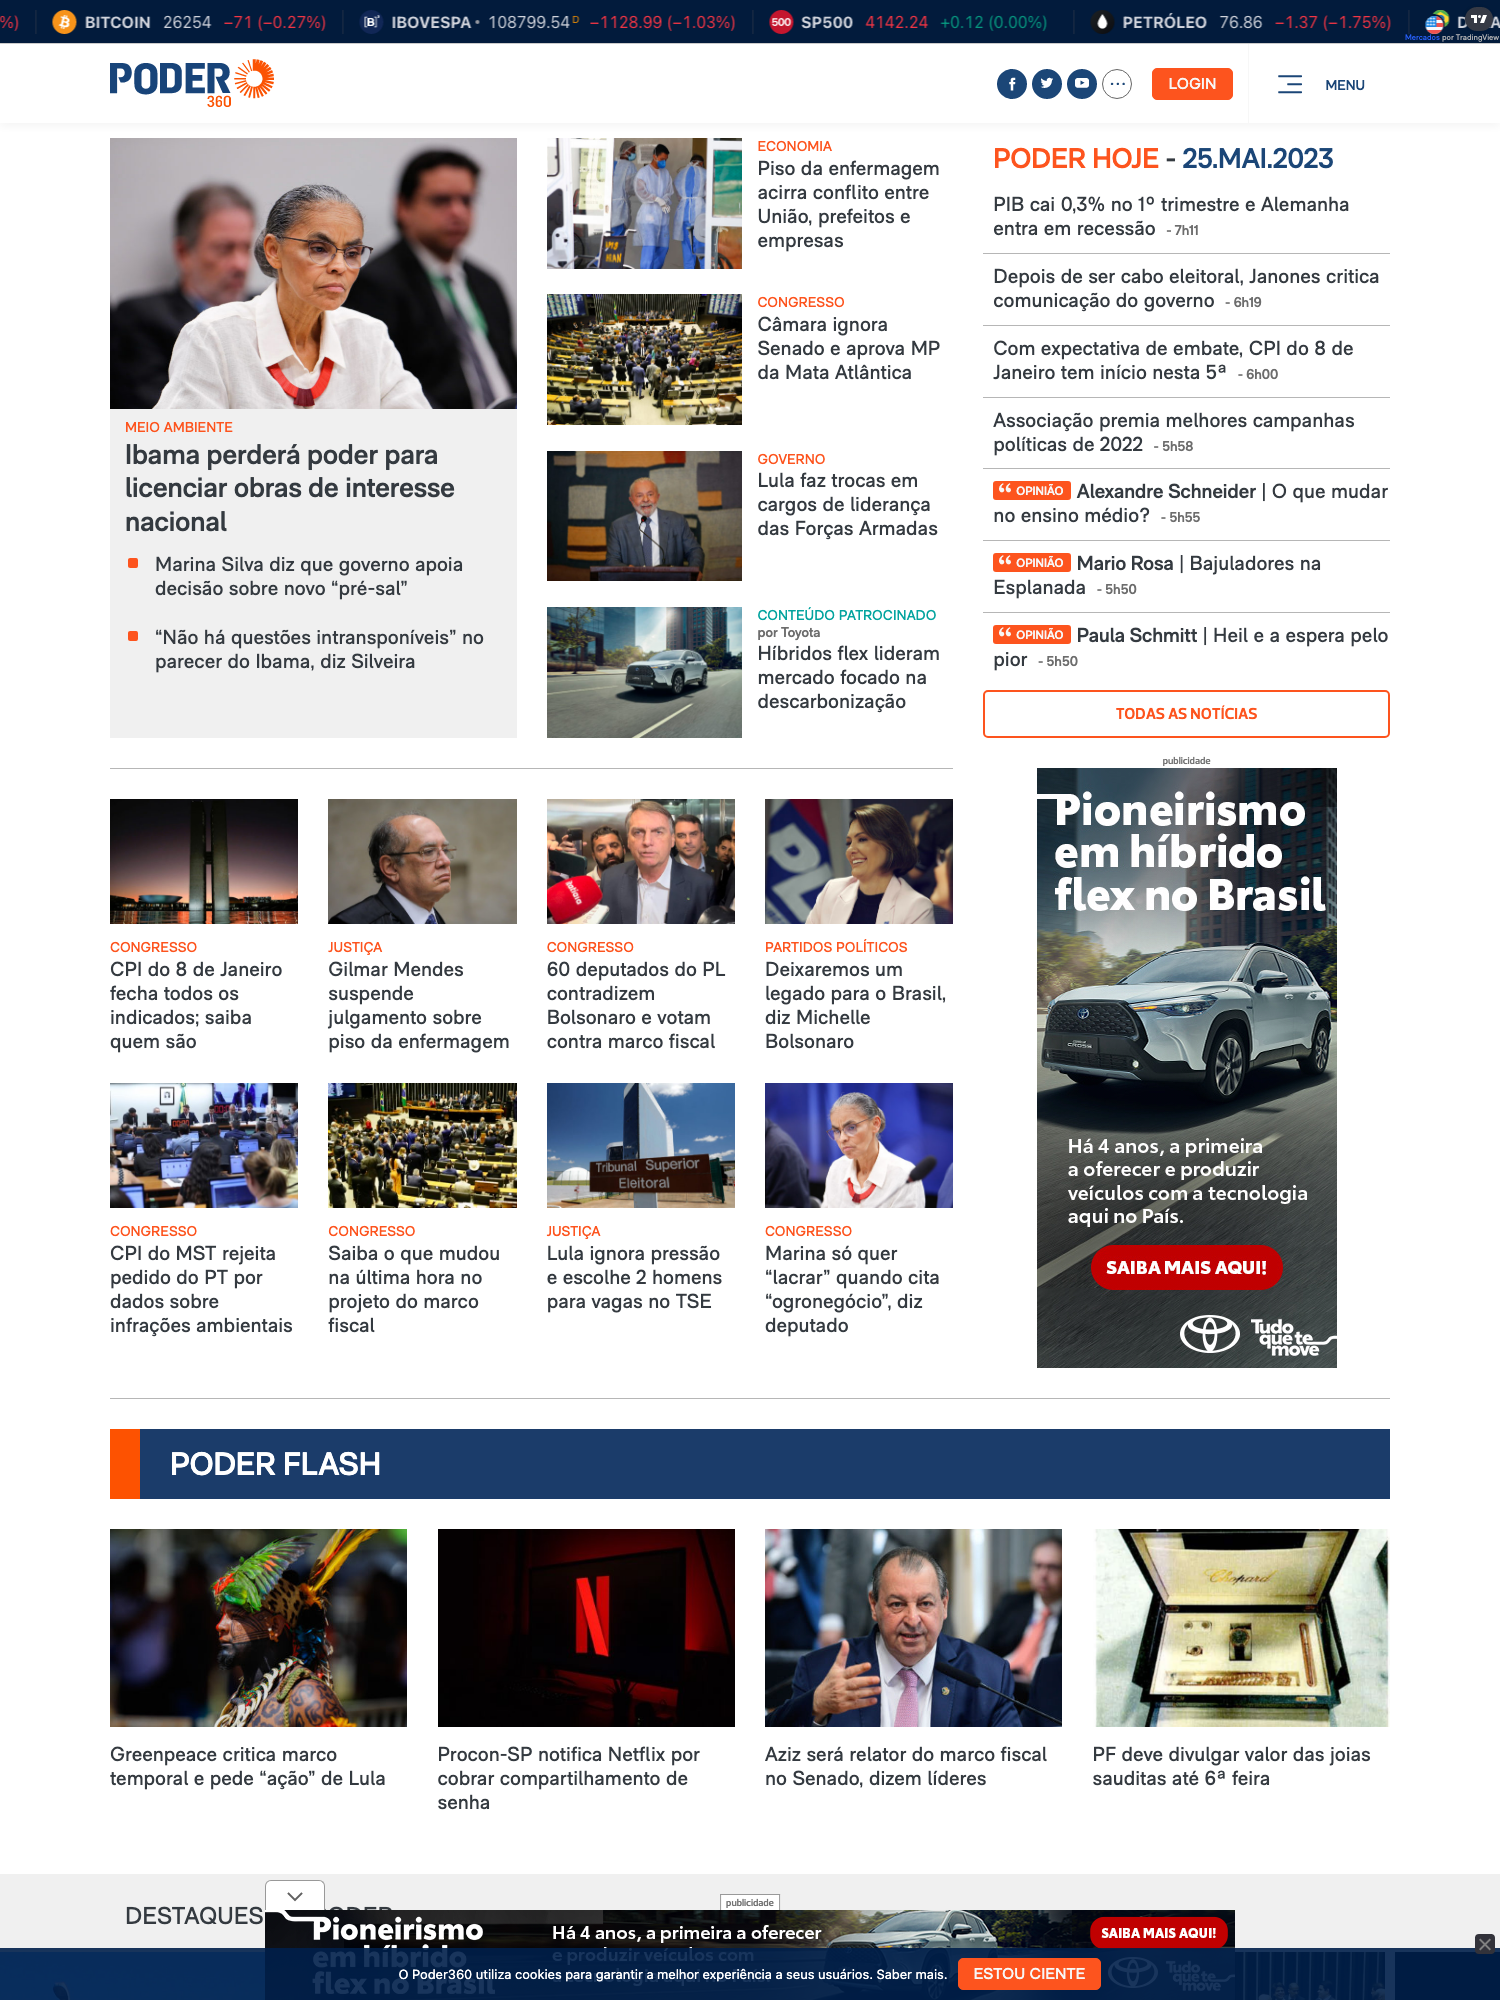 %)
BITCOIN 26254 −71 (−0.27%)
IBOVESPA 108799.54 D −1128.99 (−1.03%)
500 SP500 4142.24 +0.12 (0.00%)
PETRÓLEO 76.86 −1.37 (−1.75%)
Mercados por TradingView
PODER
360
LOGIN
MENU
MEIO AMBIENTE
Ibama perderá poder para
licenciar obras de interesse
nacional
Marina Silva diz que governo apoia
decisão sobre novo “pré-sal”
“Não há questões intransponíveis” no
parecer do Ibama, diz Silveira
ECONOMIA
Piso da enfermagem
acirra conflito entre
União, prefeitos e
empresas
CONGRESSO
Câmara ignora
Senado e aprova MP
da Mata Atlântica
GOVERNO
Lula faz trocas em
cargos de liderança
das Forças Armadas
CONTEÚDO PATROCINADO
por Toyota
Híbridos flex lideram
mercado focado na
descarbonização
PODER HOJE - 25.MAI.2023
PIB cai 0,3% no 1º trimestre e Alemanha
entra em recessão - 7h11
Depois de ser cabo eleitoral, Janones critica
comunicação do governo - 6h19
Com expectativa de embate, CPI do 8 de
Janeiro tem início nesta 5ª - 6h00
Associação premia melhores campanhas
políticas de 2022 - 5h58
“ OPINIÃO Alexandre Schneider | O que mudar
no ensino médio? - 5h55
“ OPINIÃO Mario Rosa | Bajuladores na
Esplanada - 5h50
“ OPINIÃO Paula Schmitt | Heil e a espera pelo
pior - 5h50
TODAS AS NOTÍCIAS
publicidade
Pioneirismo
em híbrido
flex no Brasil
Há 4 anos, a primeira
a oferecer e produzir
veículos com a tecnologia
aqui no País.
SAIBA MAIS AQUI!
Tudo
que te
move
CONGRESSO
CPI do 8 de Janeiro
fecha todos os
indicados; saiba
quem são
JUSTIÇA
Gilmar Mendes
suspende
julgamento sobre
piso da enfermagem
CONGRESSO
60 deputados do PL
contradizem
Bolsonaro e votam
contra marco fiscal
PARTIDOS POLÍTICOS
Deixaremos um
legado para o Brasil,
diz Michelle
Bolsonaro
CONGRESSO
CPI do MST rejeita
pedido do PT por
dados sobre
infrações ambientais
CONGRESSO
Saiba o que mudou
na última hora no
projeto do marco
fiscal
Tribunal Superior
Eleitoral
JUSTIÇA
Lula ignora pressão
e escolhe 2 homens
para vagas no TSE
CONGRESSO
Marina só quer
“lacrar” quando cita
“ogronegócio”, diz
deputado
PODER FLASH
Greenpeace critica marco
temporal e pede “ação” de Lula
Procon-SP notifica Netflix por
cobrar compartilhamento de
senha
Aziz será relator do marco fiscal
no Senado, dizem líderes
Chopard
PF deve divulgar valor das joias
sauditas até 6ª feira
DESTAQUES
publicidade
Pioneirismo
em híbrido
flex no Brasil
Há 4 anos, a primeira a oferecer
e produzir veículos com
SAIBA MAIS AQUI!
Tudo
que te
move
O Poder360 utiliza cookies para garantir a melhor experiência a seus usuários. Saber mais.
ESTOU CIENTE